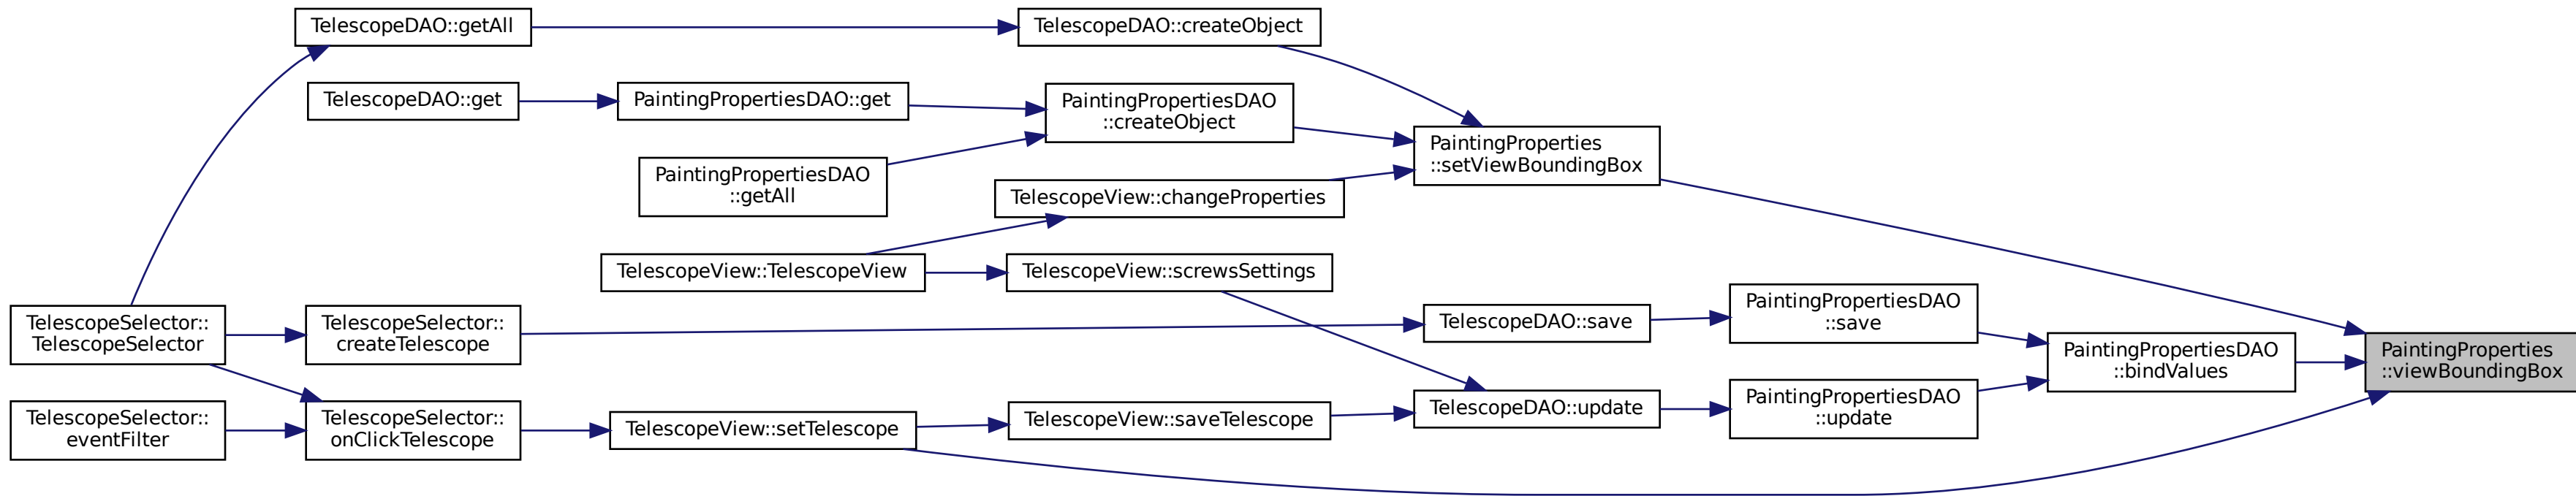 TelescopeDAO::getAll
TelescopeDAO::createObject
TelescopeDAO::get
PaintingPropertiesDAO::get
PaintingPropertiesDAO
::createObject
PaintingProperties
::setViewBoundingBox
PaintingPropertiesDAO
::getAll
TelescopeView::changeProperties
TelescopeView::TelescopeView
TelescopeView::screwsSettings
TelescopeSelector::
TelescopeSelector
TelescopeSelector::
createTelescope
TelescopeDAO::save
PaintingPropertiesDAO
::save
PaintingPropertiesDAO
::bindValues
PaintingProperties
::viewBoundingBox
TelescopeSelector::
eventFilter
TelescopeSelector::
onClickTelescope
TelescopeView::setTelescope
TelescopeView::saveTelescope
TelescopeDAO::update
PaintingPropertiesDAO
::update